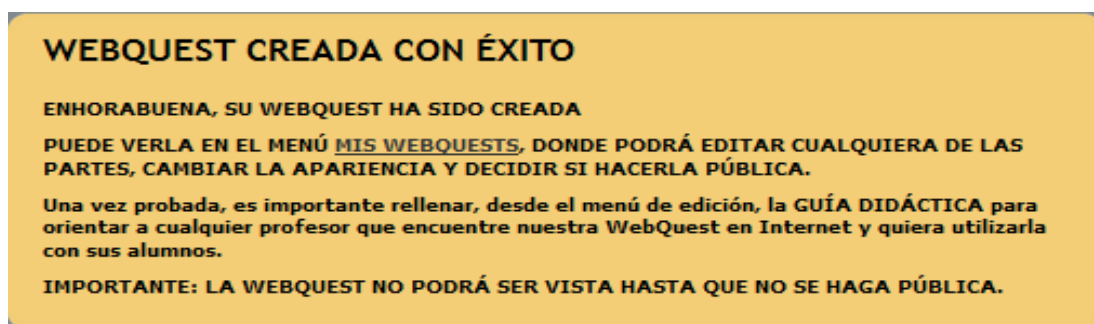 WEBQUEST CREADA CON ÉXITO
ENHORABUENA, SU WEBQUEST HA SIDO CREADA
PUEDE VERLA EN EL MENÚ MIS WEBQUESTS, DONDE PODRÁ EDITAR CUALQUIERA DE LAS
PARTES, CAMBIAR LA APARIENCIA Y DECIDIR SI HACERLA PÚBLICA.
Una vez probada, es importante rellenar, desde el menú de edición, la GUÍA DIDÁCTICA para
orientar a cualquier profesor que encuentre nuestra WebQuest en Internet y quiera utilizarla
con sus alumnos.
IMPORTANTE: LA WEBQUEST NO PODRÁ SER VISTA HASTA QUE NO SE HAGA PÚBLICA.